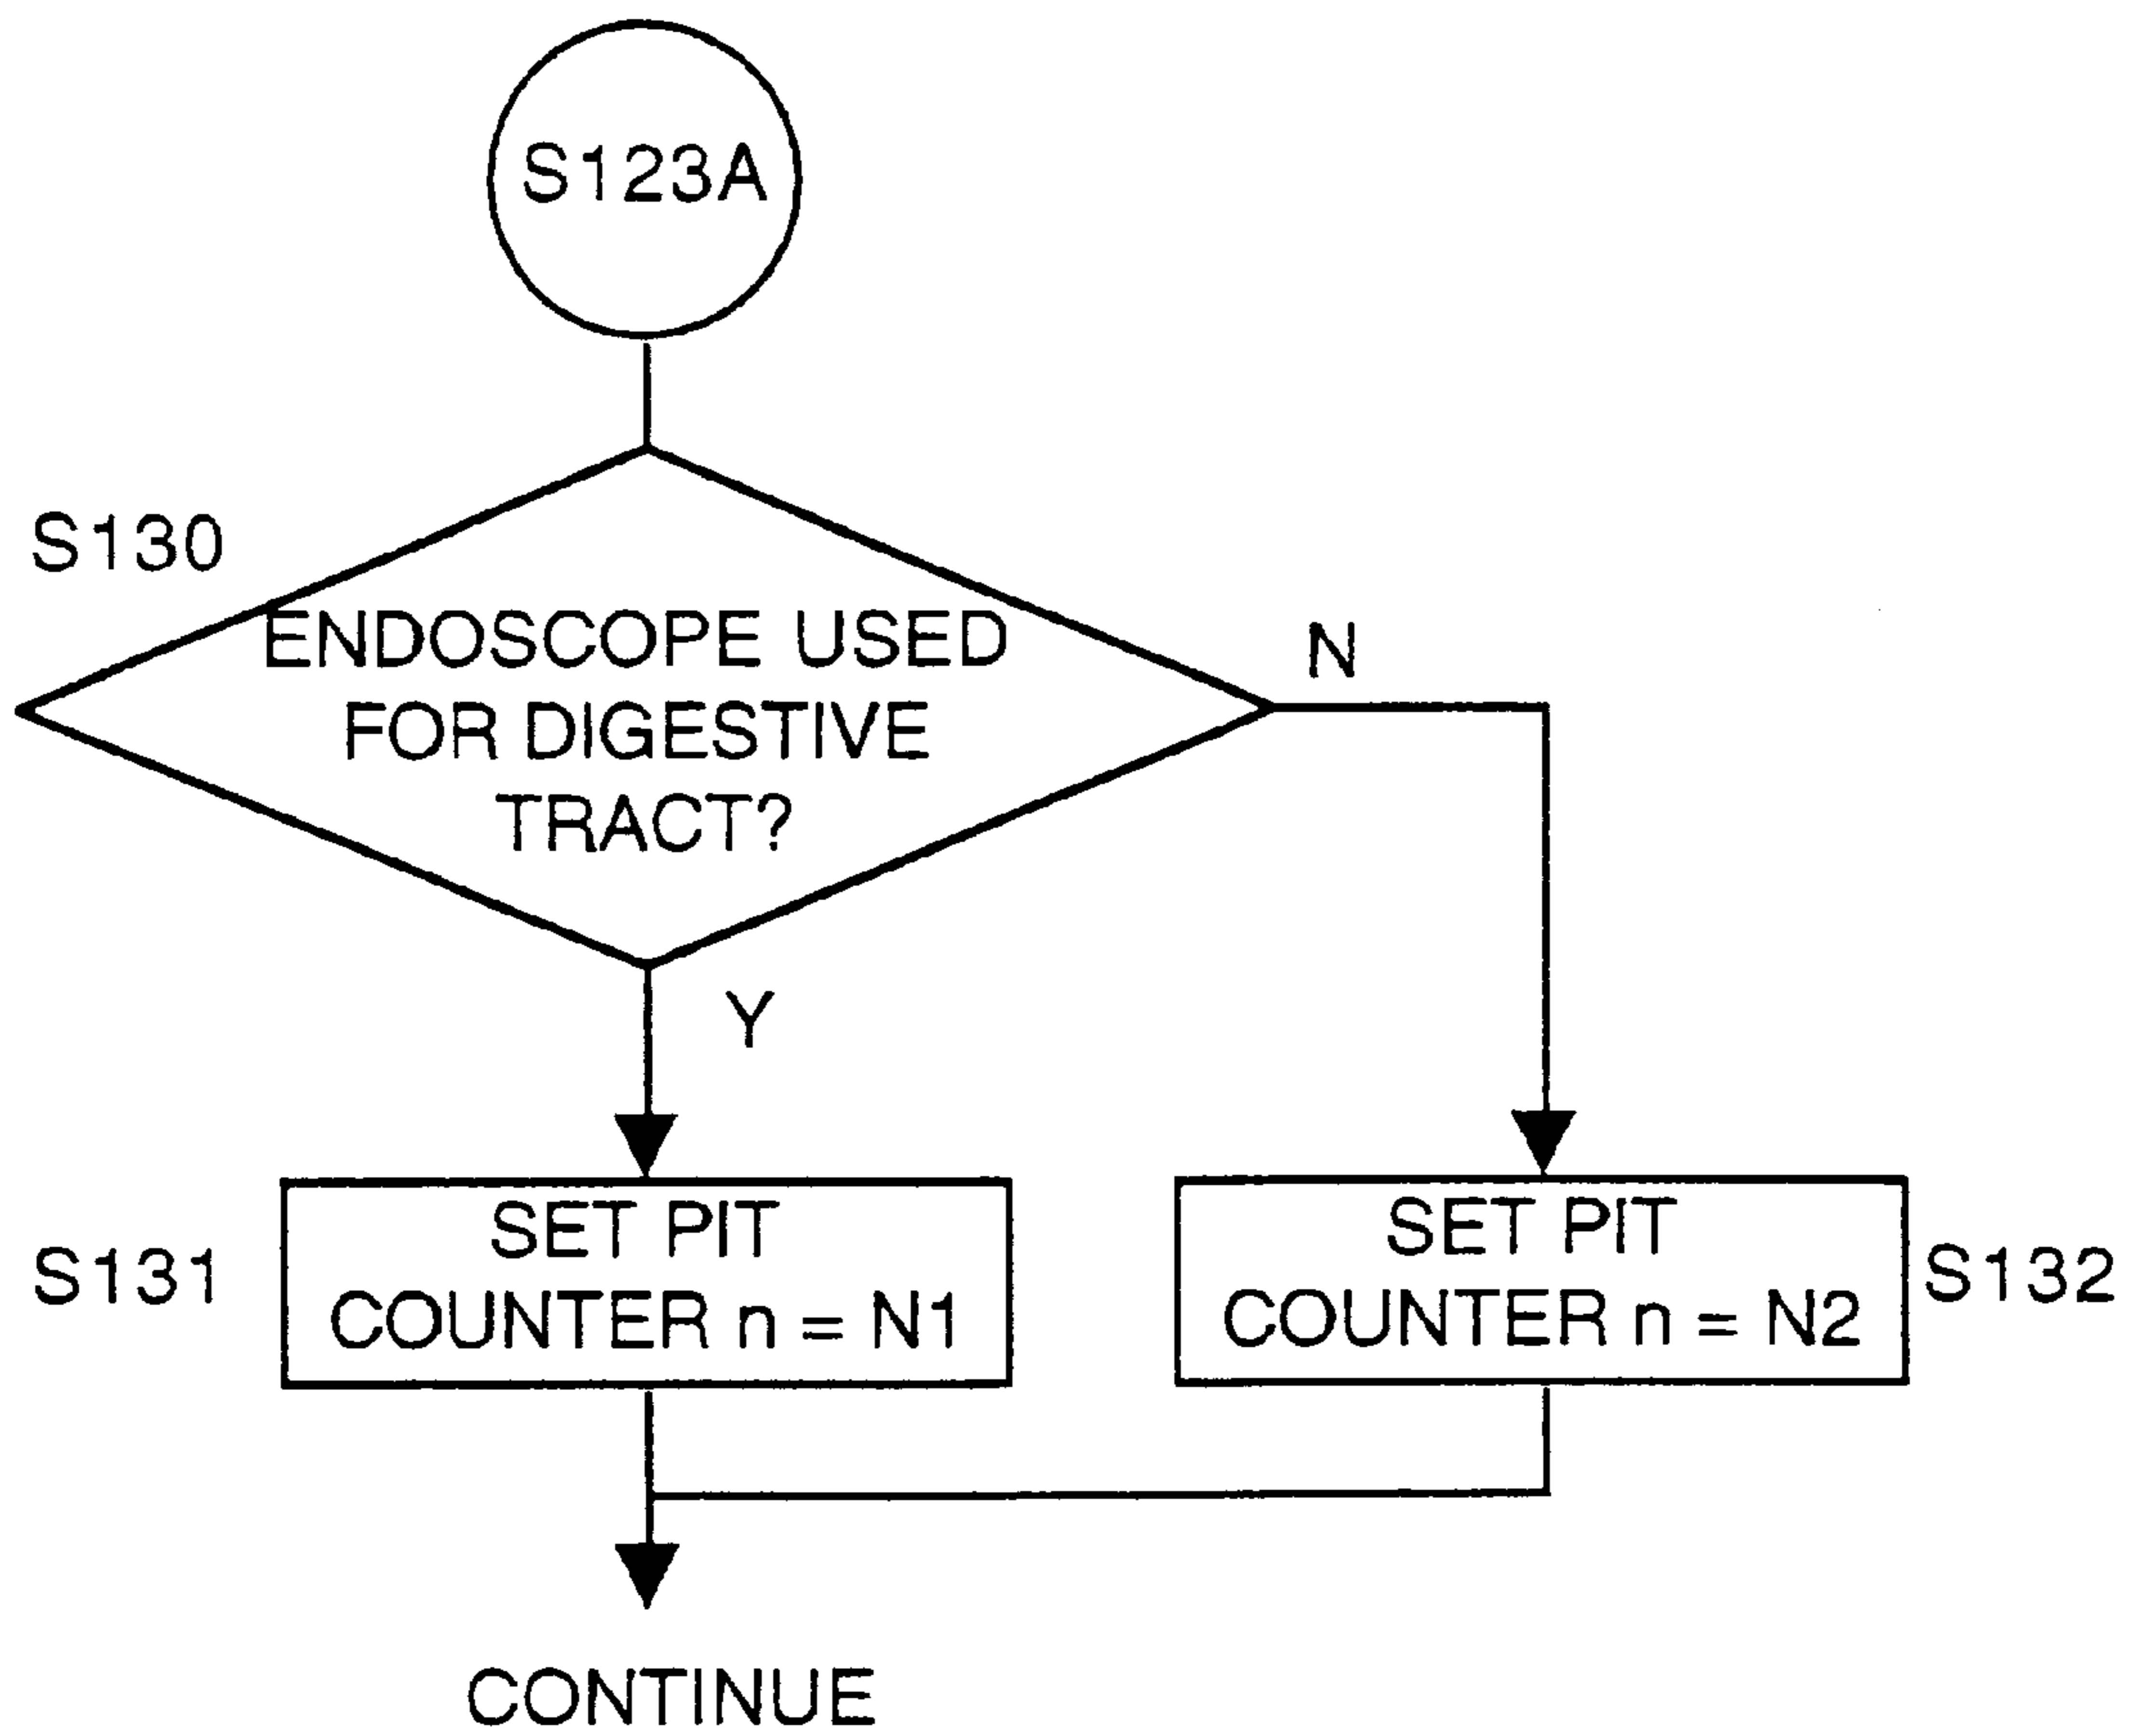 S123A
S130
ENDOSCOPE USED
FOR DIGESTIVE
TRACT?
N
Y
S131
SET PIT
COUNTER n = N1
SET PIT
COUNTER n = N2
S132
CONTINUE